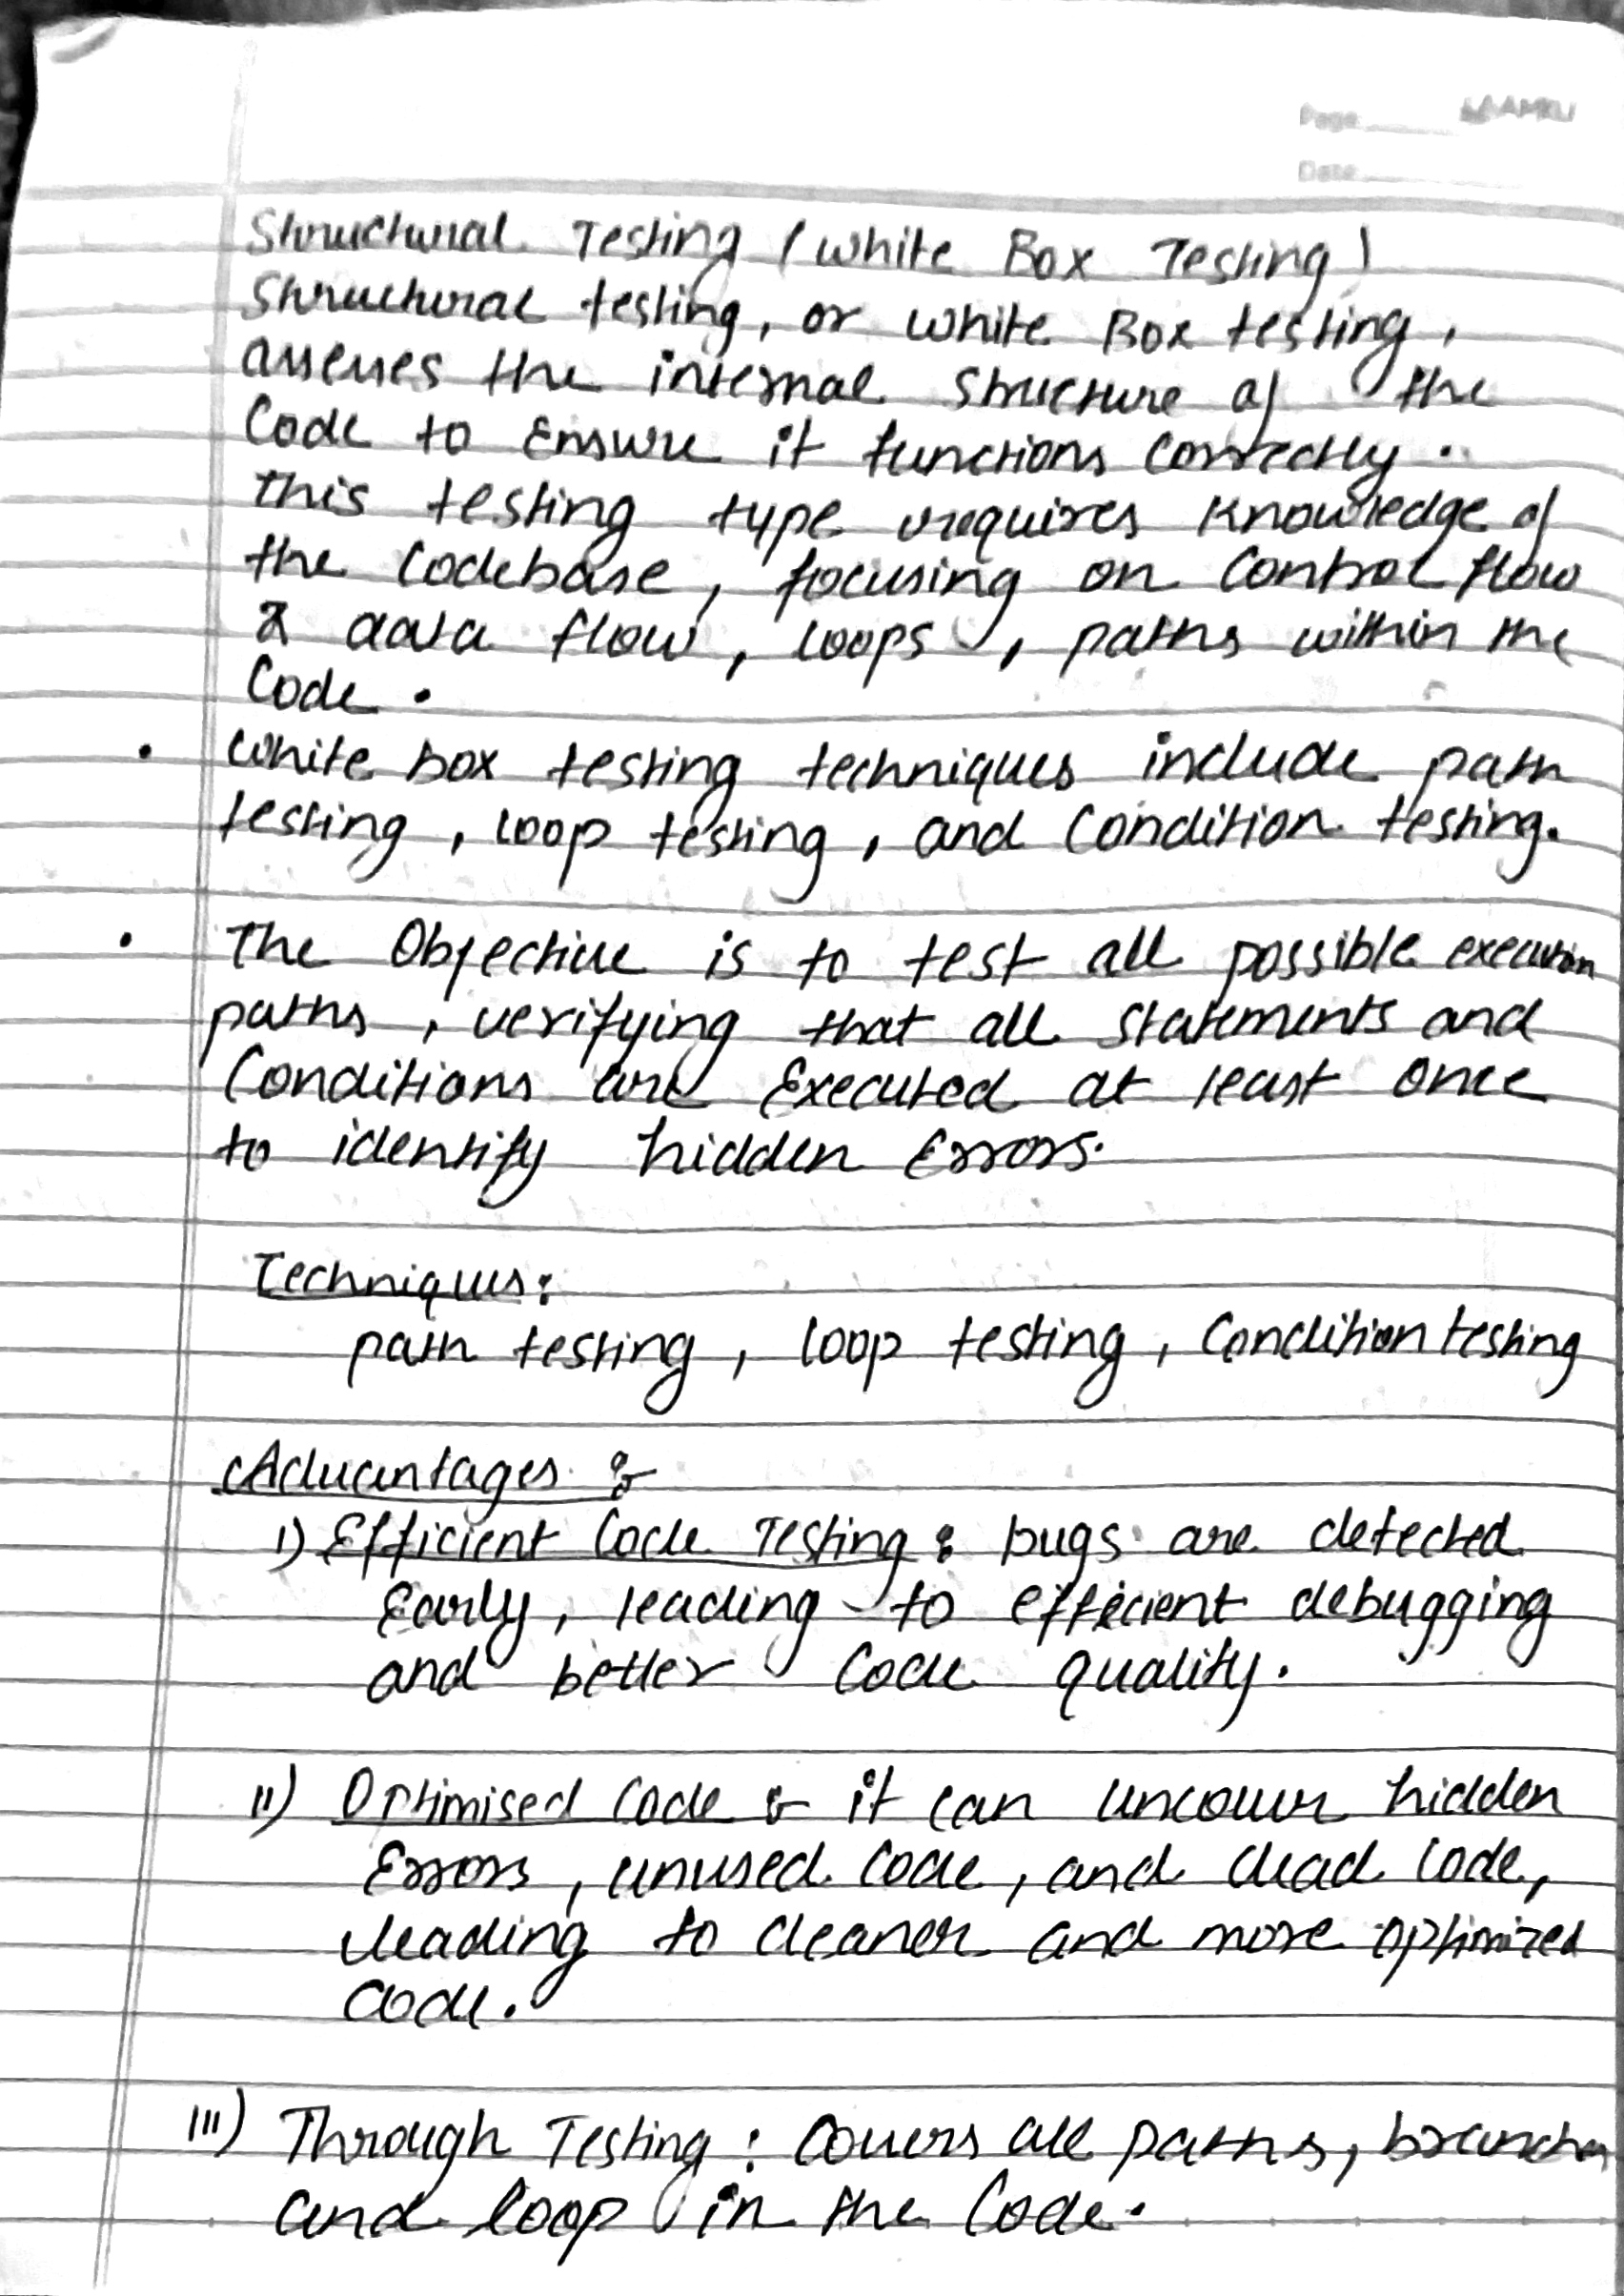 Page
Date
Structural Testing (White Box Testing)
Structural testing, or White Box testing,
assesses the internal structure of the
Code to Ensure it functions Correctly.
This testing type requires Knowledge of
the Codebase, focusing on Control flow
& data flow, loops, paths within the
Code.
• White box testing techniques include path
testing, loop testing, and Condition testing.
• The Objective is to test all possible execution
paths, verifying that all Statements and
Conditions are Executed at least Once
to identify hidden Errors.
Techniques:
path testing, loop testing, Condition testing
Advantages :-
i) Efficient Code Testing : bugs are detected
Early, leading to efficient debugging
and better Code quality.
ii) Optimised Code :- it can uncover hidden
Errors, unused Code, and dead Code,
leading to cleaner and more optimized
Code.
iii) Through Testing : Covers all paths, branches
and loop in the Code.